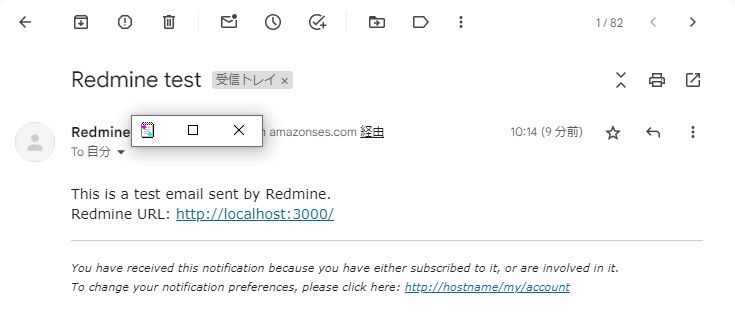 1 / 82
Redmine test 受信トレイ ×
Redmine amazonses.com 経由 10:14 (9 分前)
To 自分
This is a test email sent by Redmine.
Redmine URL: http://localhost:3000/
You have received this notification because you have either subscribed to it, or are involved in it.
To change your notification preferences, please click here: http://hostname/my/account